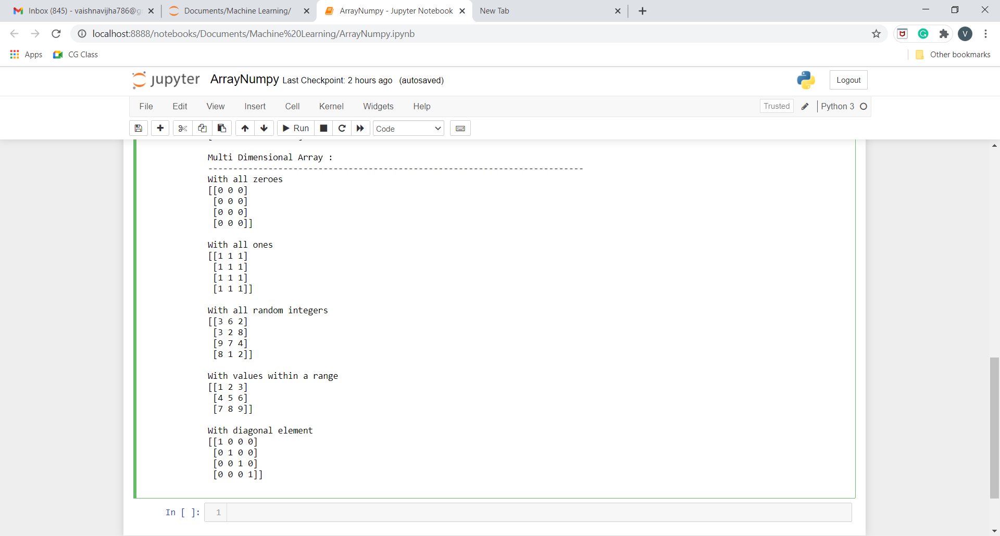 Inbox (845) - vaishnavijha786@g
Documents/Machine Learning/
ArrayNumpy - Jupyter Notebook
New Tab
localhost:8888/notebooks/Documents/Machine%20Learning/ArrayNumpy.ipynb
V
Apps
CG Class
Other bookmarks
jupyter
ArrayNumpy Last Checkpoint: 2 hours ago (autosaved)
Logout
File Edit View Insert Cell Kernel Widgets Help
Trusted
Python 3
Run
Code
Multi Dimensional Array :
---------------------------------------------------------------------------
With all zeroes
[[0 0 0]
 [0 0 0]
 [0 0 0]
 [0 0 0]]
With all ones
[[1 1 1]
 [1 1 1]
 [1 1 1]
 [1 1 1]]
With all random integers
[[3 6 2]
 [3 2 8]
 [9 7 4]
 [8 1 2]]
With values within a range
[[1 2 3]
 [4 5 6]
 [7 8 9]]
With diagonal element
[[1 0 0 0]
 [0 1 0 0]
 [0 0 1 0]
 [0 0 0 1]]
In [ ]: 1